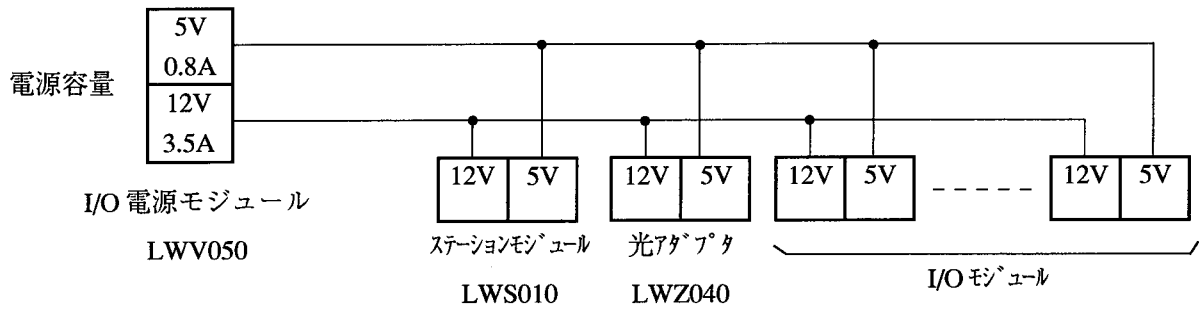 5V
0.8A
電源容量
12V
3.5A
12V 5V 12V 5V 12V 5V 12V 5V
I/O 電源モジュール
LWV050
ステーションモジュール
LWS010
光アダプタ
LWZ040
I/O モジュール